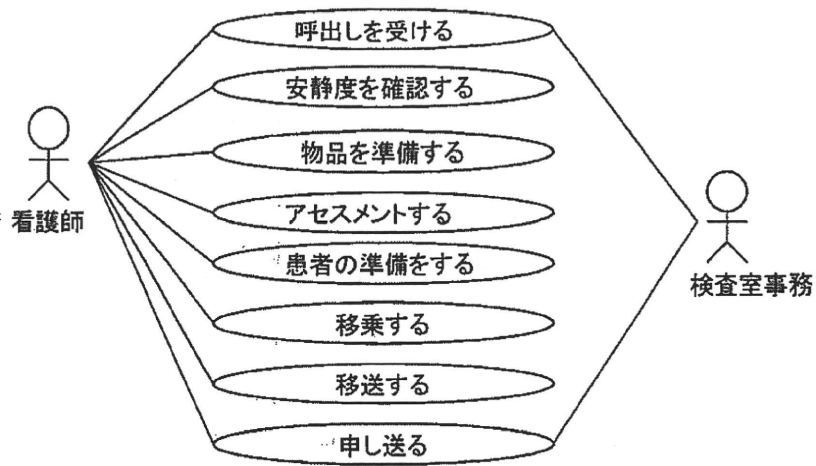 呼出しを受ける
安静度を確認する
物品を準備する
アセスメントする
患者の準備をする
移乗する
移送する
申し送る
看護師
検査室事務